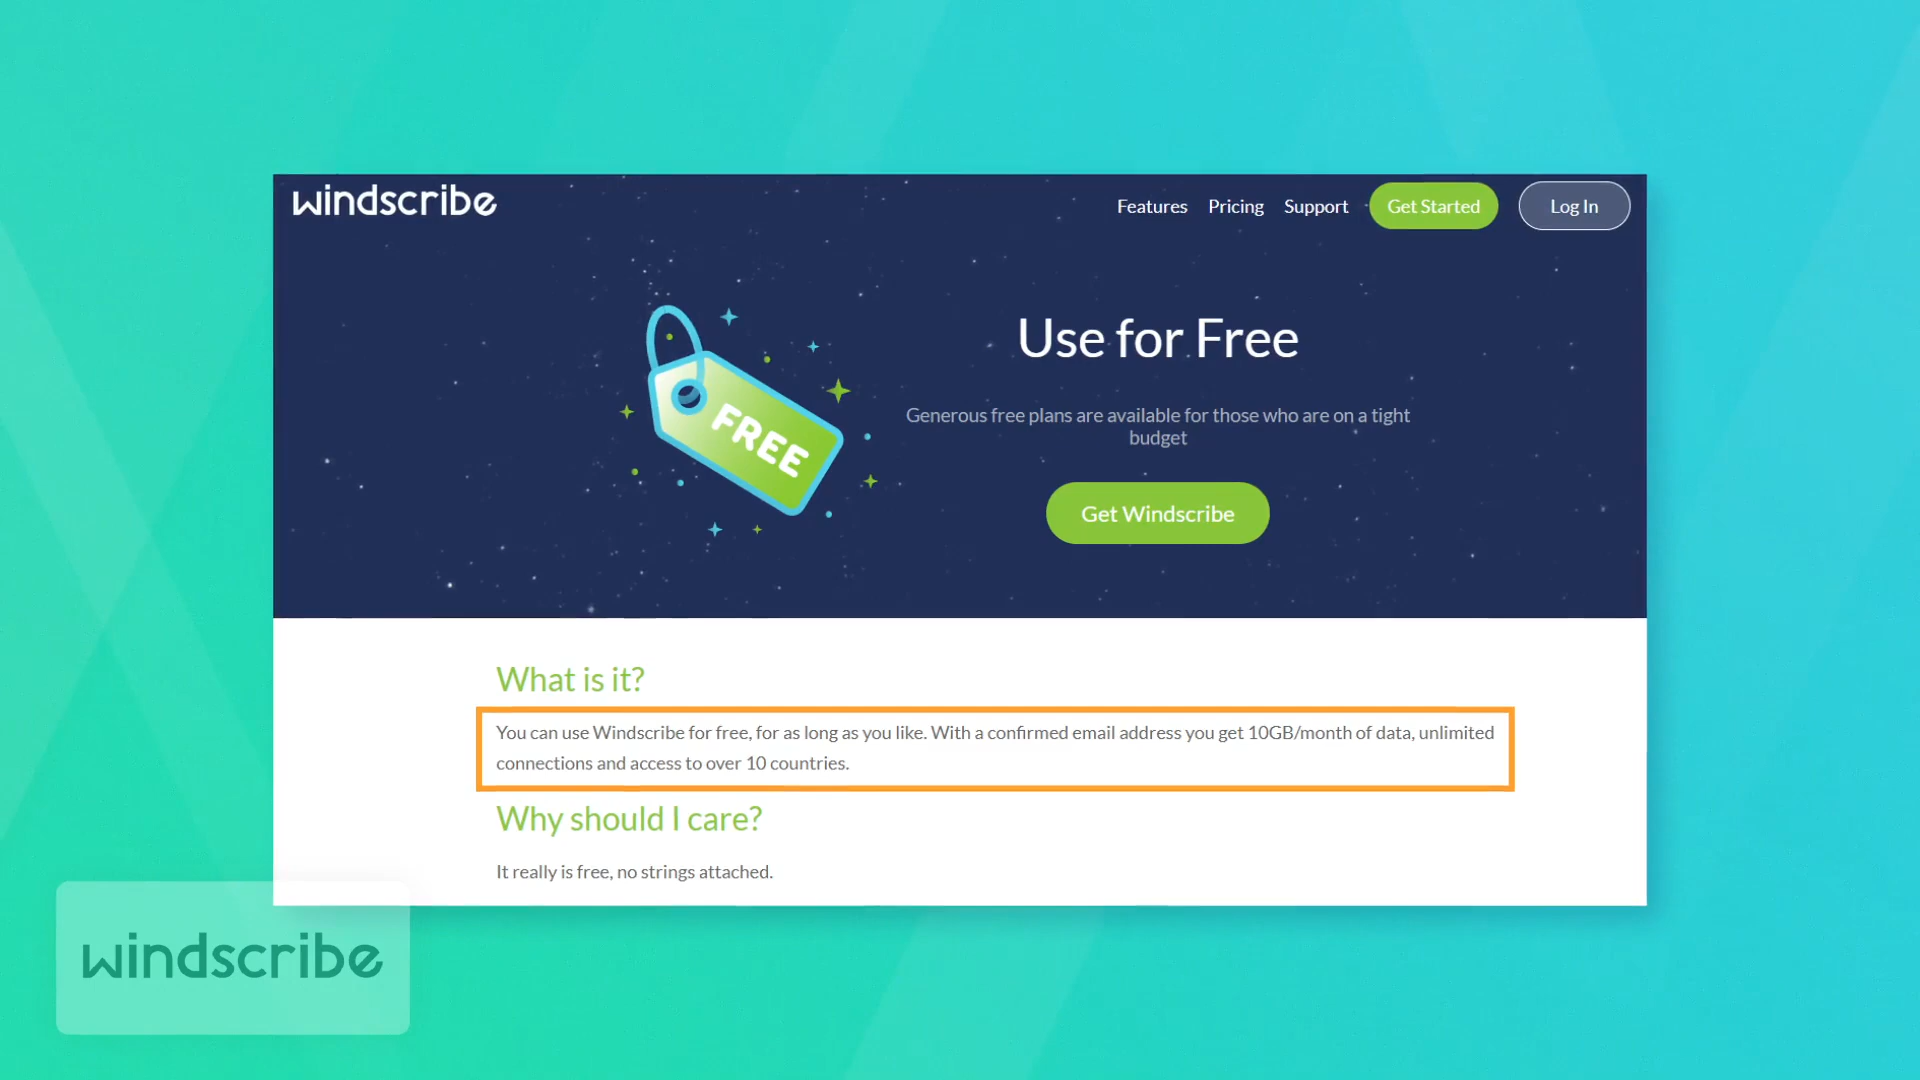 windscribe
Features Pricing Support Get Started Log In
FREE
Use for Free
Generous free plans are available for those who are on a tight
budget
Get Windscribe
What is it?
You can use Windscribe for free, for as long as you like. With a confirmed email address you get 10GB/month of data, unlimited
connections and access to over 10 countries.
Why should I care?
It really is free, no strings attached.
windscribe